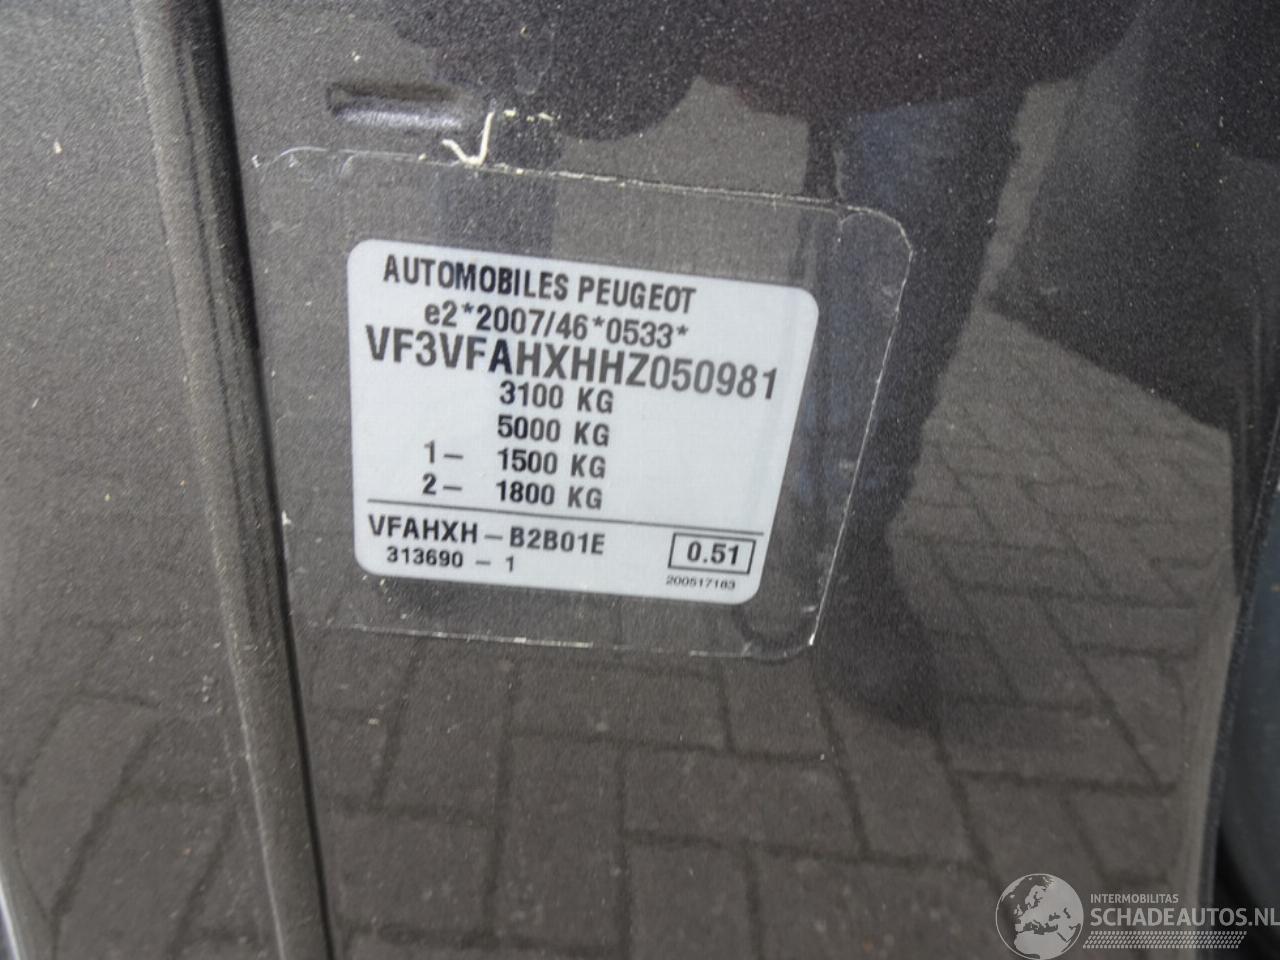 AUTOMOBILES PEUGEOT
e2*2007/46*0533*
VF3VFAHXHHZ050981
3100 KG
5000 KG
1- 1500 KG
2- 1800 KG
VFAHXH-B2B01E
0.51
313690-1
200517183
INTERMOBILITAS
SCHADEAUTOS.NL